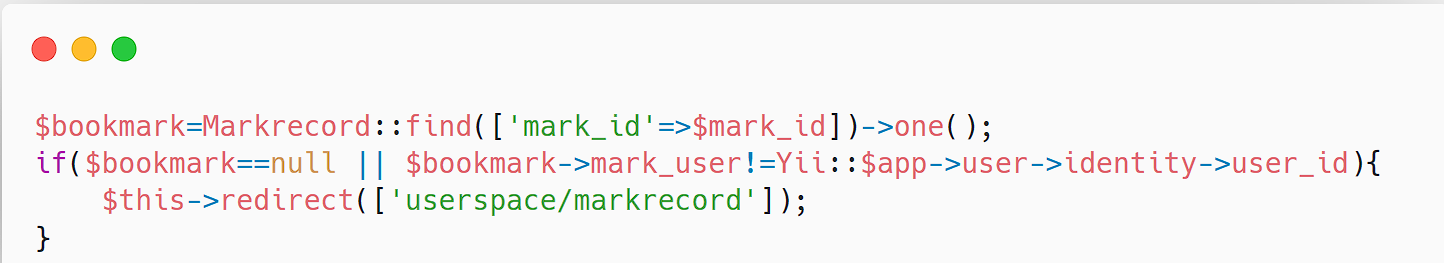 $bookmark=Markrecord::find(['mark_id'=>$mark_id])->one();
if($bookmark==null || $bookmark->mark_user!=Yii::$app->user->identity->user_id){
    $this->redirect(['userspace/markrecord']);
}